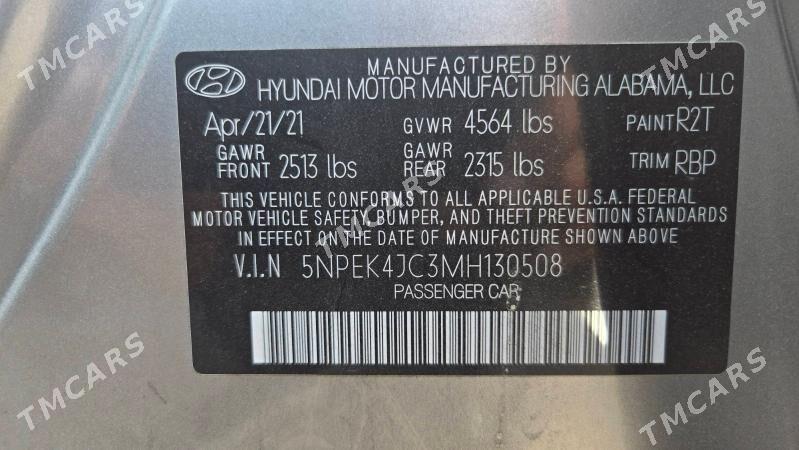 TMCARS
TMCARS
TMCARS
MANUFACTURED BY
HYUNDAI MOTOR MANUFACTURING ALABAMA, LLC
Apr/21/21 GVWR 4564 lbs PAINT R2T
GAWR FRONT 2513 lbs GAWR REAR 2315 lbs TRIM RBP
THIS VEHICLE CONFORMS TO ALL APPLICABLE U.S.A. FEDERAL
MOTOR VEHICLE SAFETY, BUMPER, AND THEFT PREVENTION STANDARDS
IN EFFECT ON THE DATE OF MANUFACTURE SHOWN ABOVE
V.I.N 5NPEK4JC3MH130508
PASSENGER CAR
TMCARS
TMCARS
TMCARS